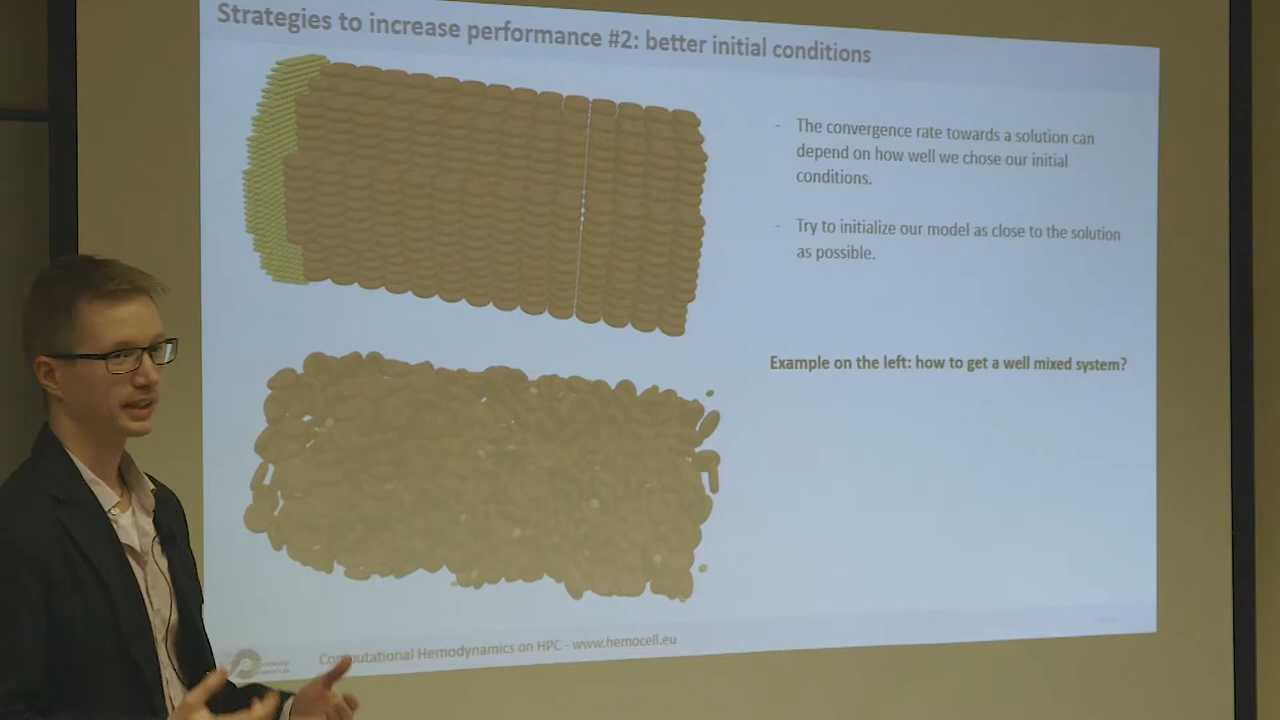 Strategies to increase performance #2: better initial conditions
- The convergence rate towards a solution can
depend on how well we chose our initial
conditions.
- Try to initialize our model as close to the solution
as possible.
Example on the left: how to get a well mixed system?
Computational Hemodynamics on HPC - www.hemocell.eu